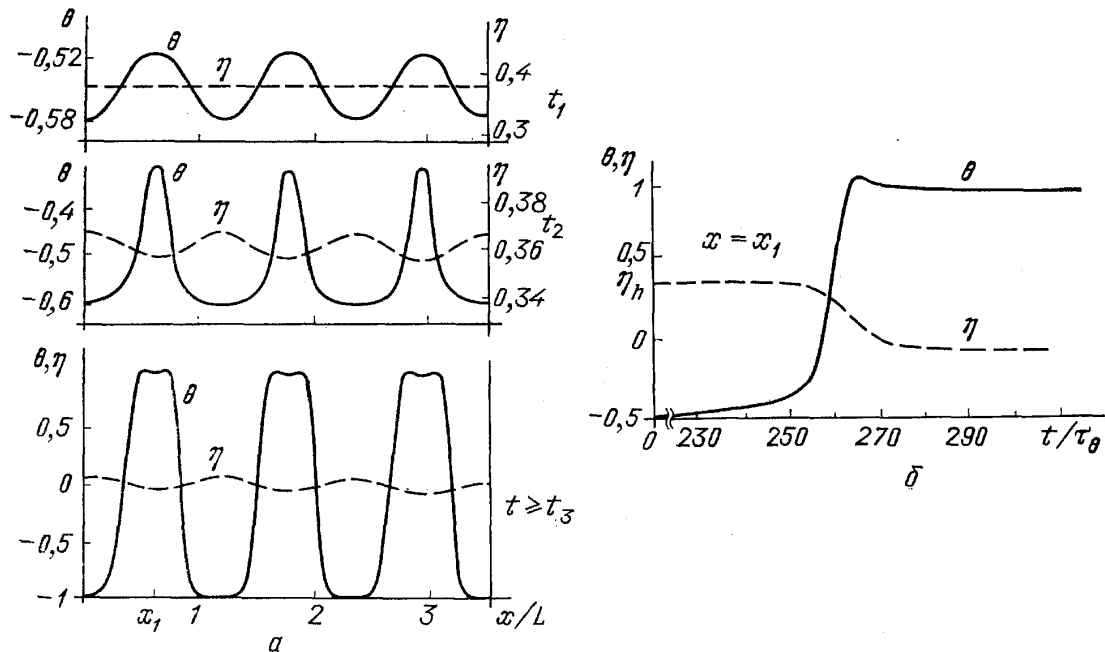 θ
-0,52
-0,58
θ
η
η
0,4
0,3
t₁
θ
-0,4
-0,5
-0,6
θ
η
η
0,38
0,36
0,34
t₂
θ,η
0,5
0
-0,5
-1
θ
η
t ⩾ t₃
x₁ 1 2 3 x/L
а
θ,η
1
0,5
ηₕ
0
-0,5
θ
x = x₁
η
0 230 250 270 290 t/τ_θ
б